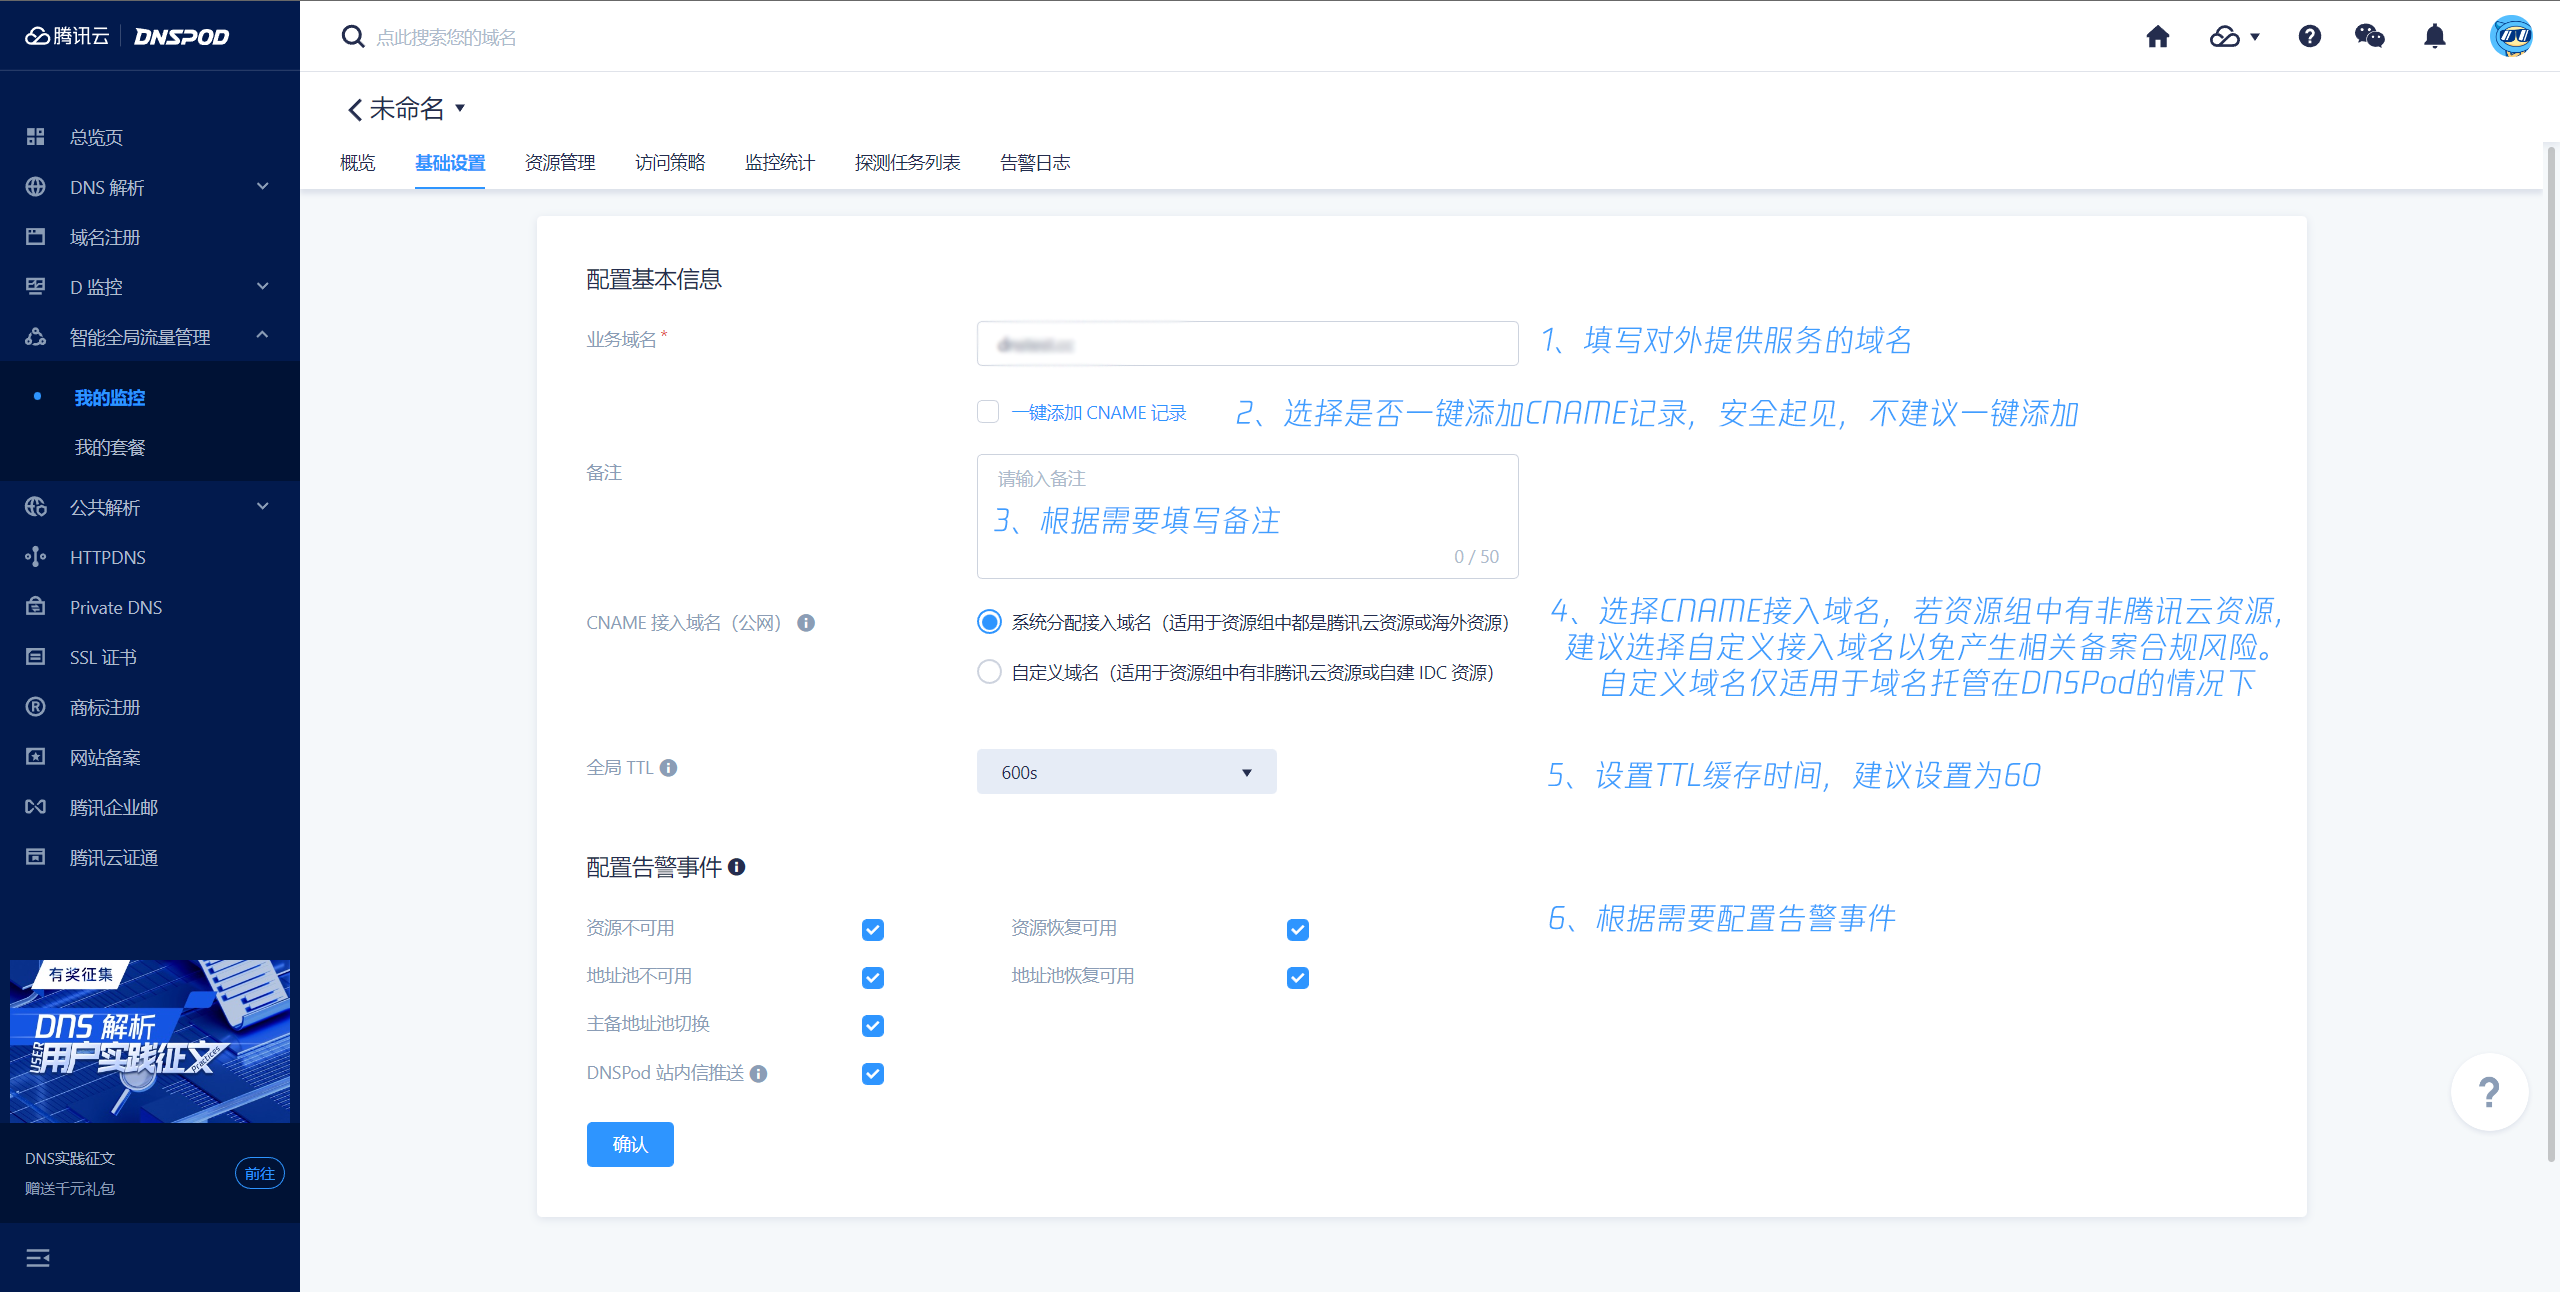 腾讯云 DNSPOD
点此搜索您的域名
总览页
DNS 解析
域名注册
D 监控
智能全局流量管理
我的监控
我的套餐
公共解析
HTTPDNS
Private DNS
SSL 证书
商标注册
网站备案
腾讯企业邮
腾讯云证通
有奖征集
DNS 解析
USER 用户实践征文 practices
DNS实践征文
赠送千元礼包
前往
未命名
概览 基础设置 资源管理 访问策略 监控统计 探测任务列表 告警日志
配置基本信息
业务域名 *
1、填写对外提供服务的域名
一键添加 CNAME 记录 2、选择是否一键添加CNAME记录，安全起见，不建议一键添加
备注
请输入备注
3、根据需要填写备注
0 / 50
CNAME 接入域名（公网）
系统分配接入域名（适用于资源组中都是腾讯云资源或海外资源）
自定义域名（适用于资源组中有非腾讯云资源或自建 IDC 资源）
4、选择CNAME接入域名，若资源组中有非腾讯云资源，
建议选择自定义接入域名以免产生相关备案合规风险。
自定义域名仅适用于域名托管在DNSPod的情况下
全局 TTL
600s
5、设置TTL缓存时间，建议设置为60
配置告警事件
资源不可用 资源恢复可用
6、根据需要配置告警事件
地址池不可用 地址池恢复可用
主备地址池切换
DNSPod 站内信推送
确认
?